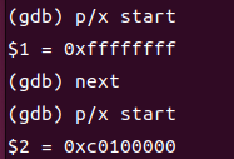 (gdb) p/x start
$1 = 0xffffffff
(gdb) next
(gdb) p/x start
$2 = 0xc0100000